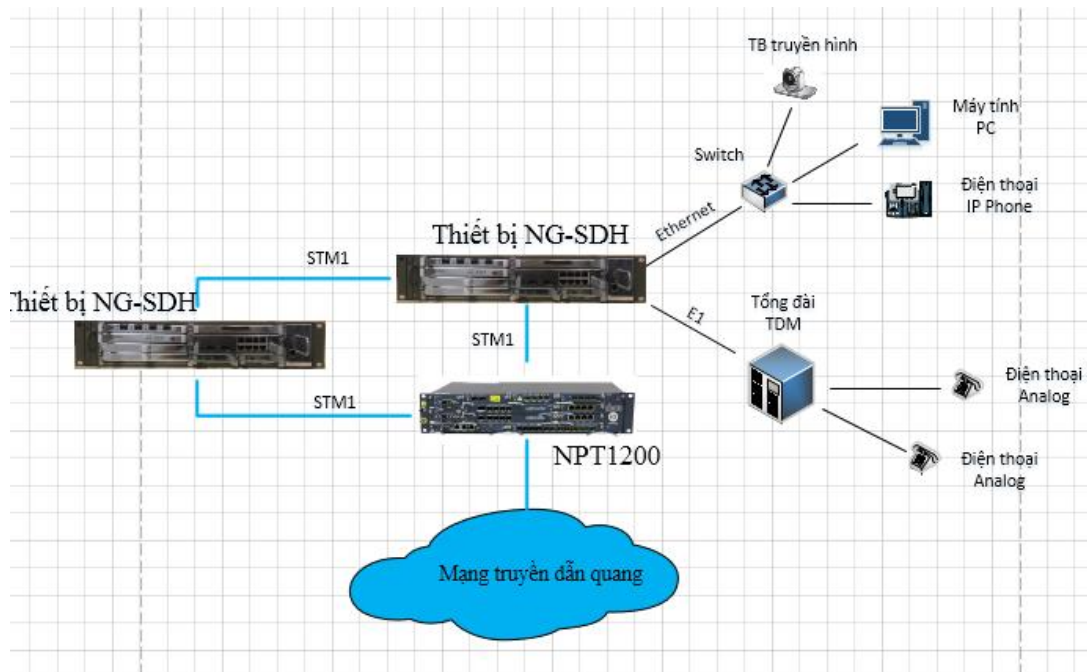 TB truyền hình
Máy tính
PC
Switch
Điện thoại
IP Phone
Ethernet
Thiết bị NG-SDH
STM1
Thiết bị NG-SDH
E1
Tổng đài
TDM
STM1
Điện thoại
Analog
STM1
NPT1200
Điện thoại
Analog
Mạng truyền dẫn quang